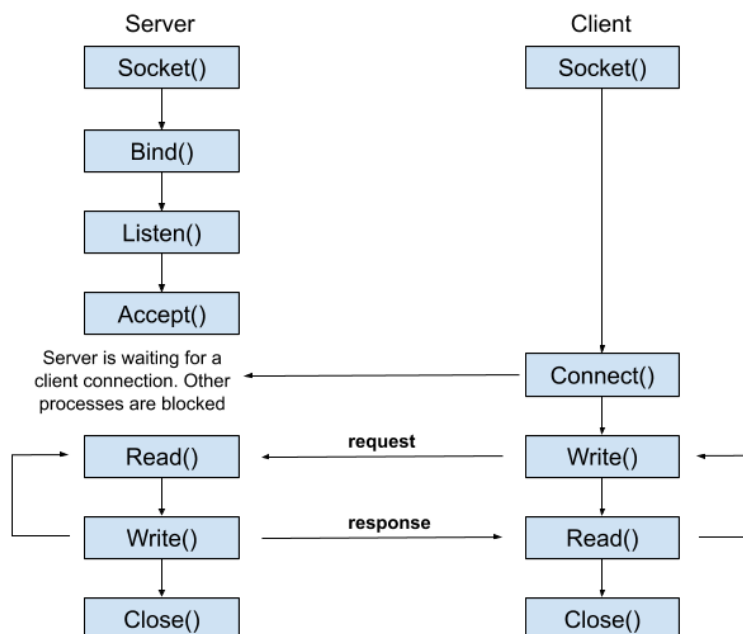 Server
Client
Socket()
Socket()
Bind()
Listen()
Accept()
Server is waiting for a
client connection. Other
processes are blocked
Connect()
Read()
request
Write()
Write()
response
Read()
Close()
Close()